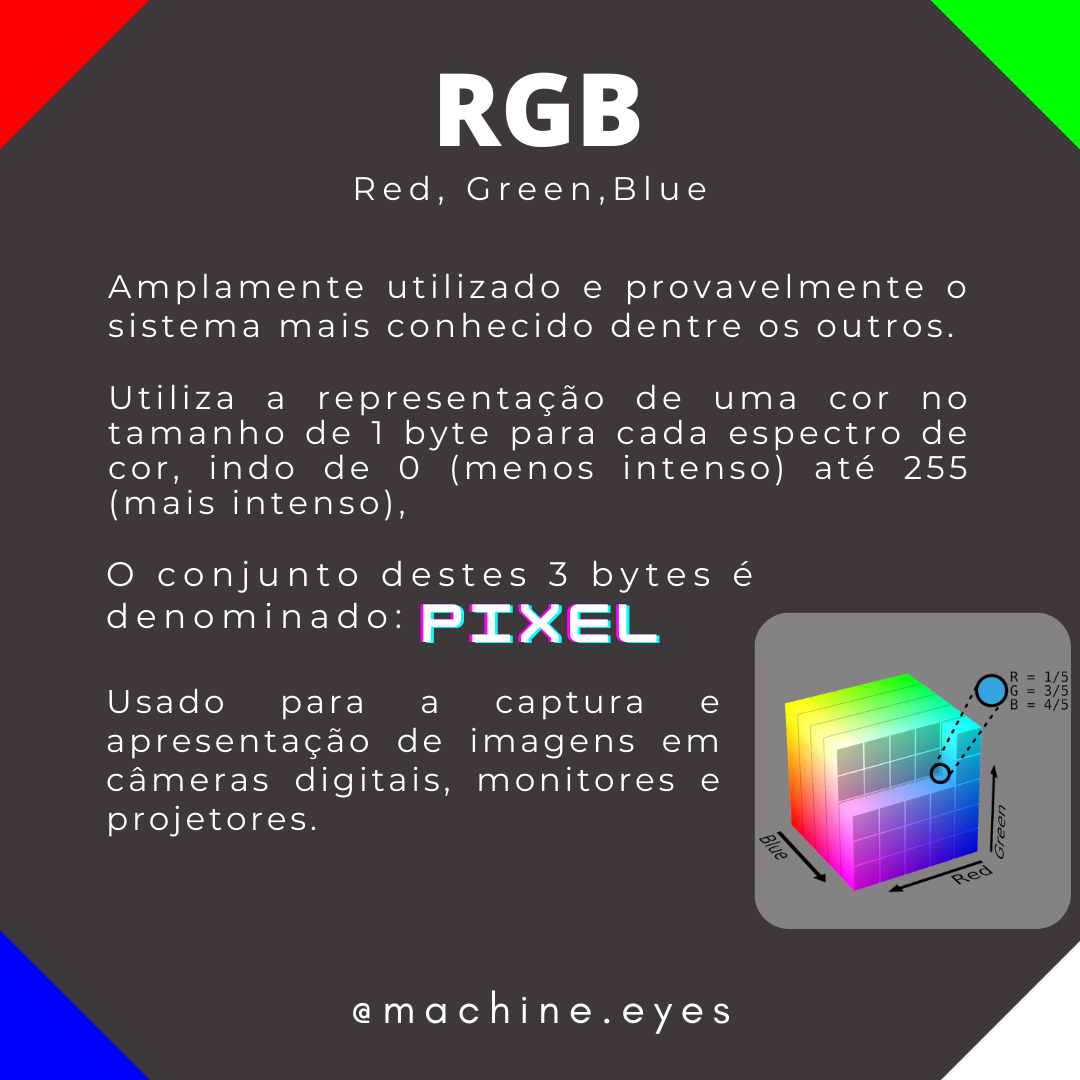 RGB
Red, Green,Blue
Amplamente utilizado e provavelmente o
sistema mais conhecido dentre os outros.
Utiliza a representação de uma cor no
tamanho de 1 byte para cada espectro de
cor, indo de 0 (menos intenso) até 255
(mais intenso),
O conjunto destes 3 bytes é
denominado: PIXEL
Usado para a captura e
apresentação de imagens em
câmeras digitais, monitores e
projetores.
R = 1/5
G = 3/5
B = 4/5
Blue
Red
Green
@machine.eyes